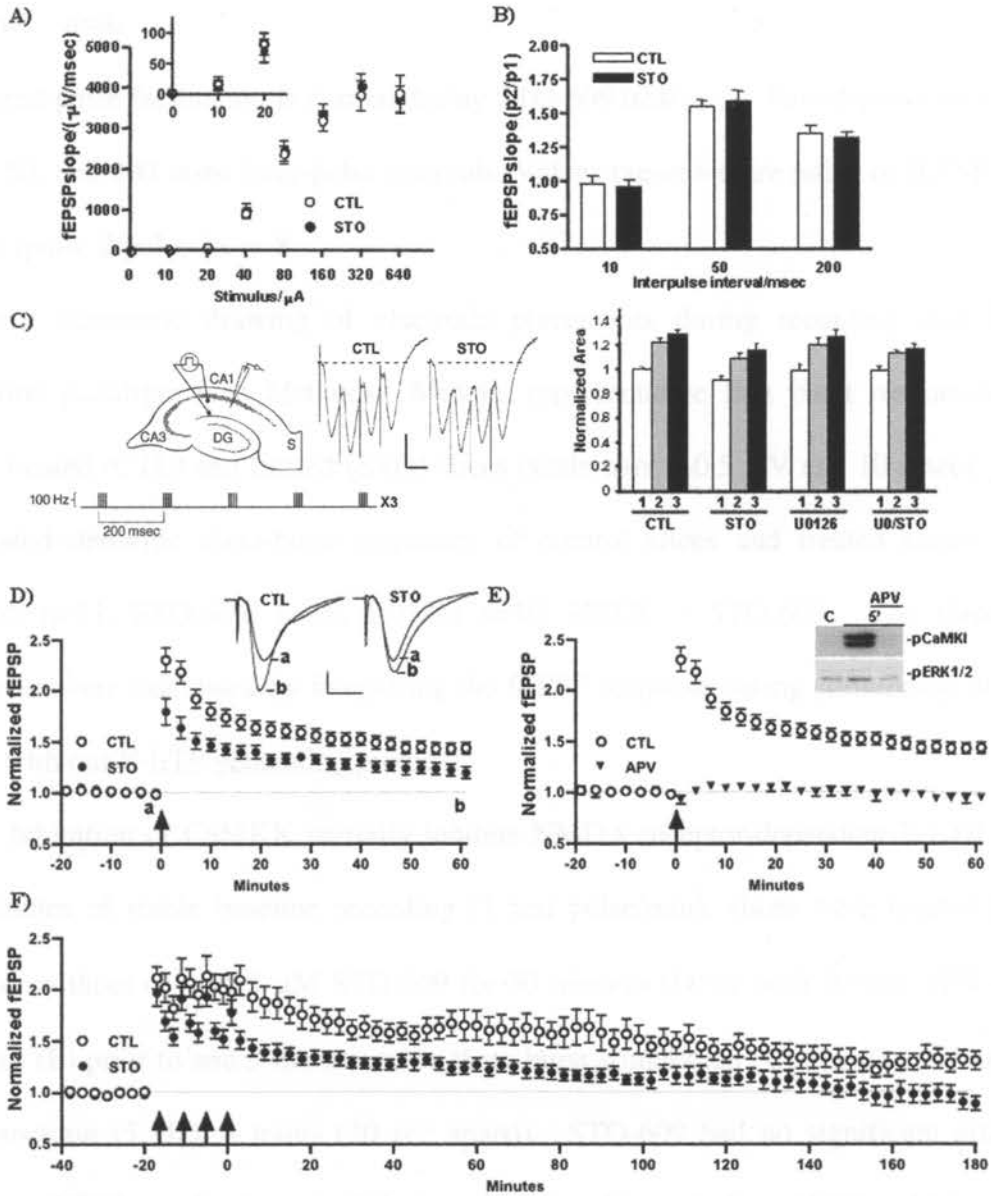 A)
fEPSPslope/(-μV/msec)
5000
4000
3000
2000
1000
0
100
50
0
0 10 20
CTL
STO
0 10 20 40 80 160 320 640
Stimulus/μA
B)
fEPSPslope(p2/p1)
2.00
1.75
1.50
1.25
1.00
0.75
0.50
CTL
STO
10 50 200
Interpulse interval/msec
C)
CA1
CA3
DG
S
CTL STO
100 Hz
X3
200 msec
Normalized Area
1.4
1.2
1
0.8
0.6
0.4
0.2
0
1 2 3 1 2 3 1 2 3 1 2 3
CTL STO U0126 U0/STO
D)
Normalized fEPSP
2.5
2.0
1.5
1.0
0.5
CTL STO
a a
b b
CTL
STO
a
b
-20 -10 0 10 20 30 40 50 60
Minutes
E)
Normalized fEPSP
2.5
2.0
1.5
1.0
0.5
APV
C 5'
-pCaMKI
-pERK1/2
CTL
APV
-20 -10 0 10 20 30 40 50 60
Minutes
F)
Normalized fEPSP
2.5
2.0
1.5
1.0
0.5
CTL
STO
-40 -20 0 20 40 60 80 100 120 140 160 180
Minutes